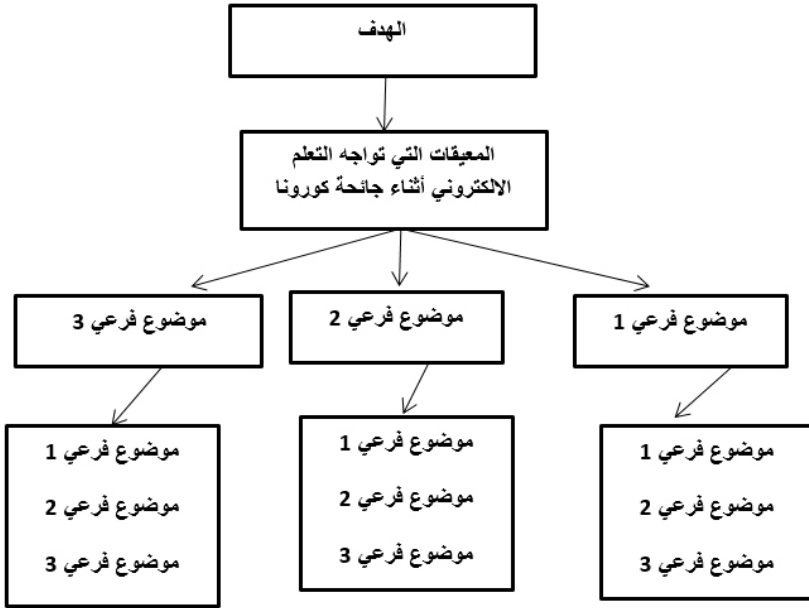 الهدف
المعيقات التي تواجه التعلم
الالكتروني أثناء جائحة كورونا
موضوع فرعي 1
موضوع فرعي 2
موضوع فرعي 3
موضوع فرعي 1
موضوع فرعي 2
موضوع فرعي 3
موضوع فرعي 1
موضوع فرعي 2
موضوع فرعي 3
موضوع فرعي 1
موضوع فرعي 2
موضوع فرعي 3